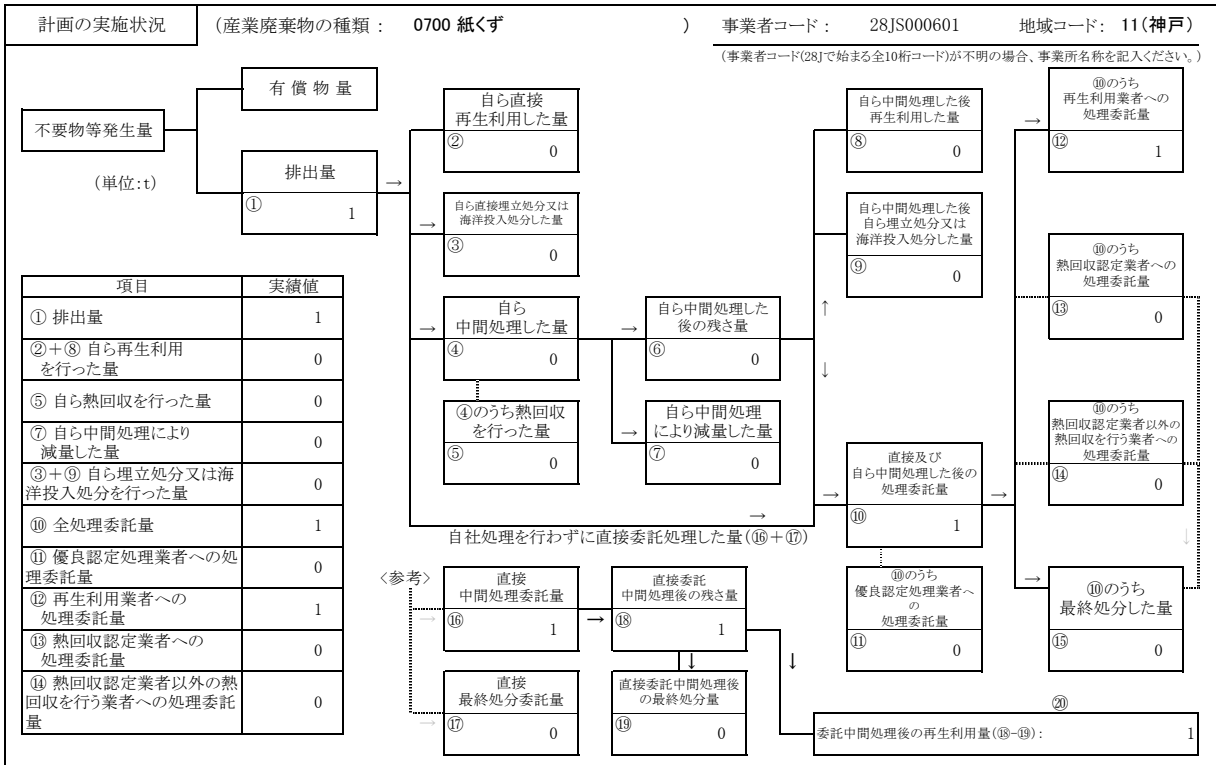 計画の実施状況
(産業廃棄物の種類： 0700 紙くず ）
事業者コード： 28JS000601
地域コード： 11(神戸)
(事業者コード(28Jで始まる全10桁コード)が不明の場合、事業所名称を記入ください。)
不要物等発生量
(単位:t)
有償物量
排出量
→
① 1
自ら直接
再生利用した量
② 0
→
自ら直接埋立処分又は
海洋投入処分した量
③ 0
→
自ら
中間処理した量
④ 0
④のうち熱回収
を行った量
⑤ 0
→
自ら中間処理した
後の残さ量
⑥ 0
→
自ら中間処理
により減量した量
⑦ 0
自ら中間処理した後
再生利用した量
⑧ 0
自ら中間処理した後
自ら埋立処分又は
海洋投入処分した量
⑨ 0
↑
↓
→
直接及び
自ら中間処理した後の
処理委託量
⑩ 1
→
⑩のうち
優良認定処理業者へ
の
処理委託量
⑪ 0
→
⑩のうち
再生利用業者への
処理委託量
⑫ 1
⑩のうち
熱回収認定業者への
処理委託量
⑬ 0
⑩のうち
熱回収認定業者以外の
熱回収を行う業者への
処理委託量
⑭ 0
↓
→
⑩のうち
最終処分した量
⑮ 0
→
自社処理を行わずに直接委託処理した量(⑯＋⑰)
〈参考〉
→
直接
中間処理委託量
⑯ 1
→
直接委託
中間処理後の残さ量
⑱ 1
↓
↓
→
直接
最終処分委託量
⑰ 0
直接委託中間処理後
の最終処分量
⑲ 0
⑳
委託中間処理後の再生利用量(⑱-⑲)： 1
項目 実績値
① 排出量 1
②＋⑧ 自ら再生利用
を行った量 0
⑤ 自ら熱回収を行った量 0
⑦ 自ら中間処理により
減量した量 0
③＋⑨ 自ら埋立処分又は海
洋投入処分を行った量 0
⑩ 全処理委託量 1
⑪ 優良認定処理業者への処
理委託量 0
⑫ 再生利用業者への
処理委託量 1
⑬ 熱回収認定業者への
処理委託量 0
⑭ 熱回収認定業者以外の熱
回収を行う業者への処理委託
量 0